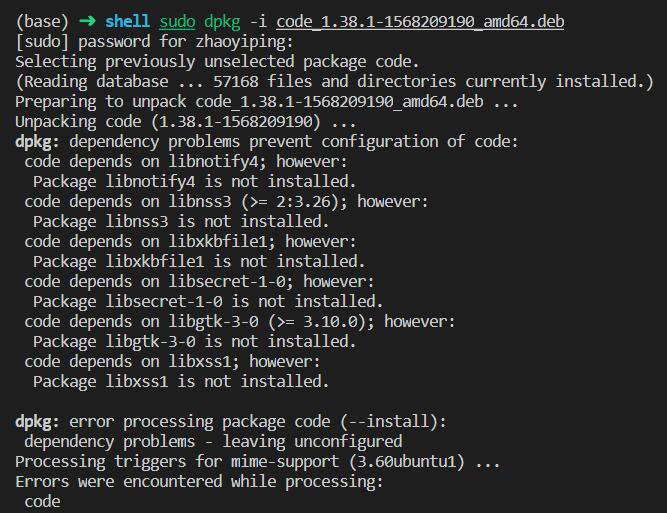 (base) ➜ shell sudo dpkg -i code_1.38.1-1568209190_amd64.deb
[sudo] password for zhaoyiping:
Selecting previously unselected package code.
(Reading database ... 57168 files and directories currently installed.)
Preparing to unpack code_1.38.1-1568209190_amd64.deb ...
Unpacking code (1.38.1-1568209190) ...
dpkg: dependency problems prevent configuration of code:
 code depends on libnotify4; however:
  Package libnotify4 is not installed.
 code depends on libnss3 (>= 2:3.26); however:
  Package libnss3 is not installed.
 code depends on libxkbfile1; however:
  Package libxkbfile1 is not installed.
 code depends on libsecret-1-0; however:
  Package libsecret-1-0 is not installed.
 code depends on libgtk-3-0 (>= 3.10.0); however:
  Package libgtk-3-0 is not installed.
 code depends on libxss1; however:
  Package libxss1 is not installed.

dpkg: error processing package code (--install):
 dependency problems - leaving unconfigured
Processing triggers for mime-support (3.60ubuntu1) ...
Errors were encountered while processing:
 code